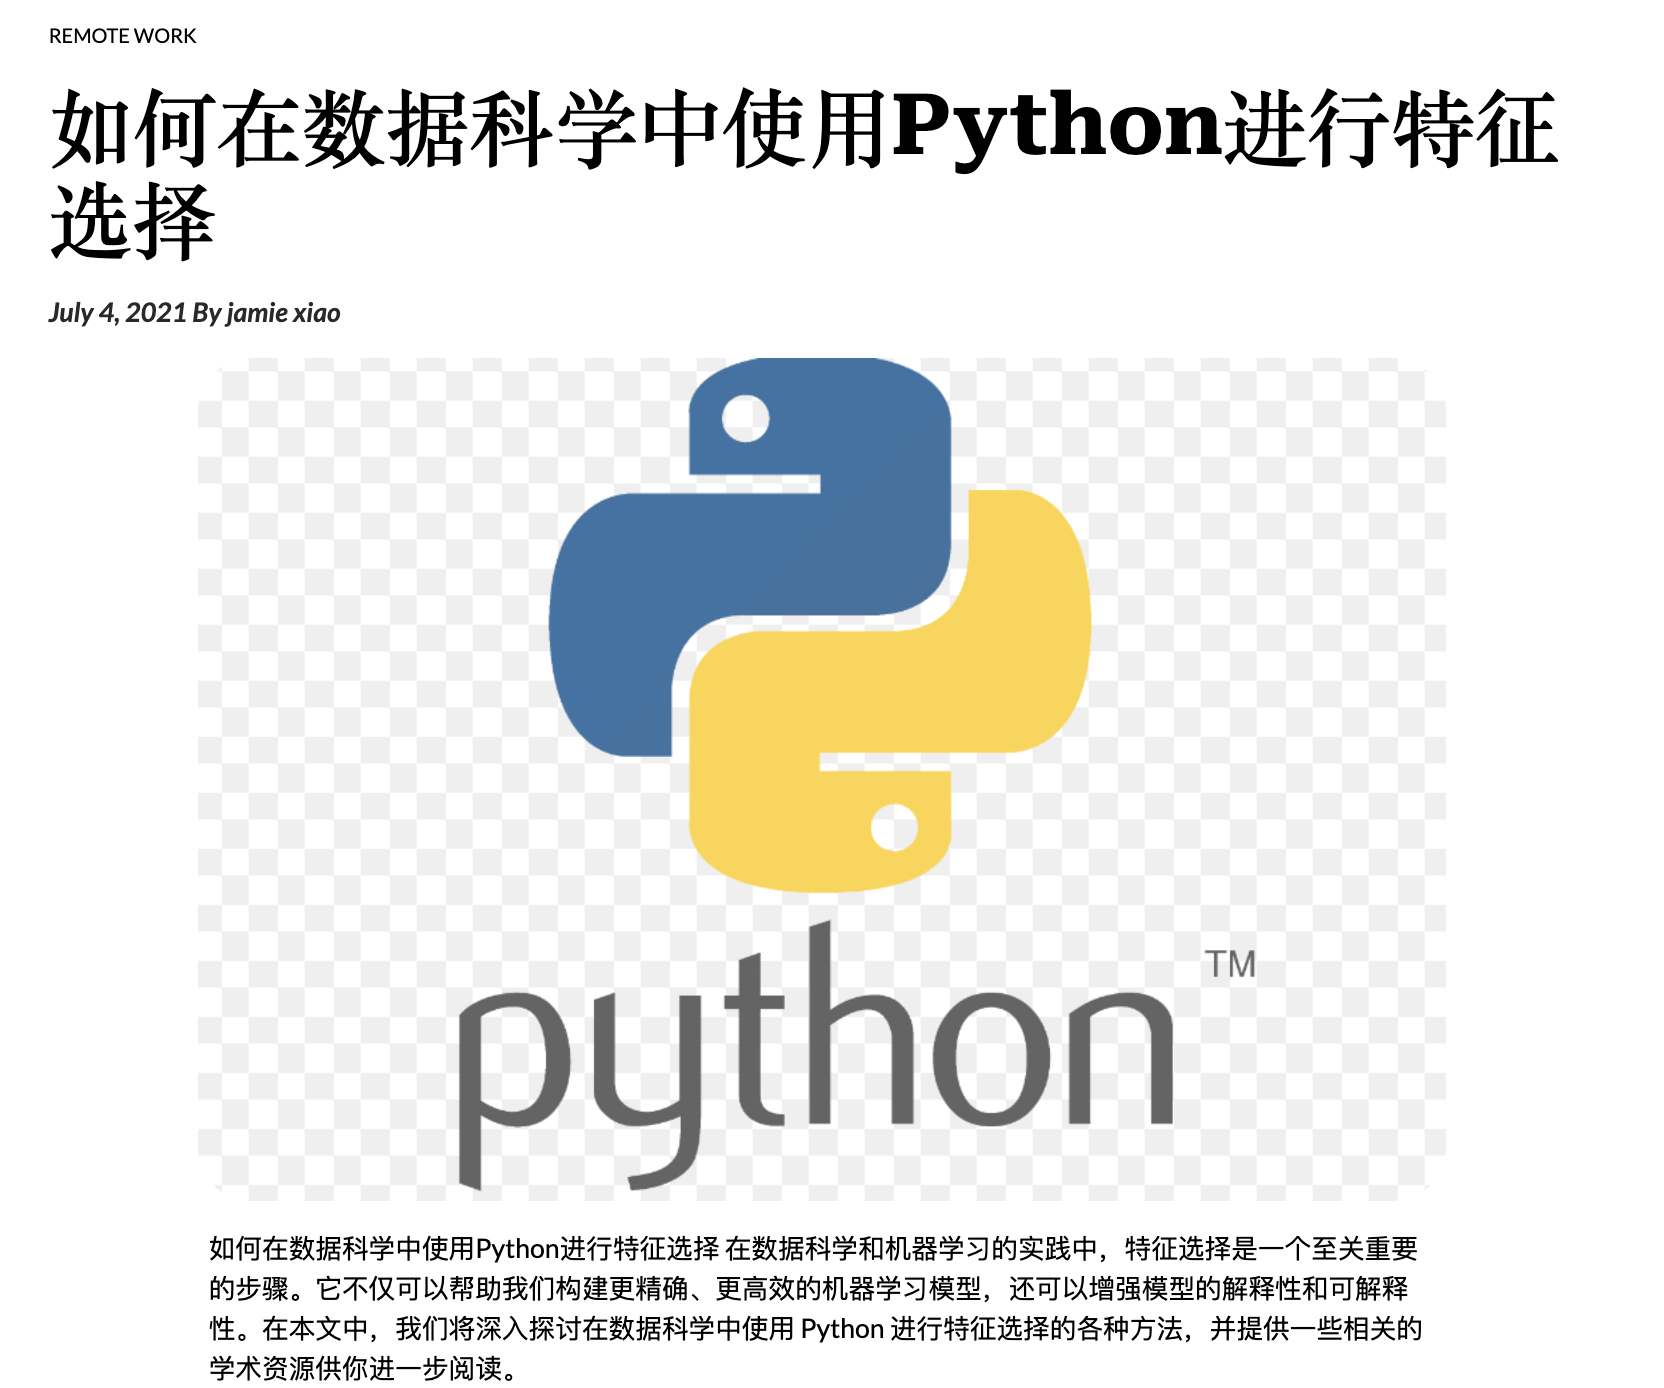 REMOTE WORK
如何在数据科学中使用Python进行特征
选择
July 4, 2021 By jamie xiao
python
TM
如何在数据科学中使用Python进行特征选择 在数据科学和机器学习的实践中，特征选择是一个至关重要
的步骤。它不仅可以帮助我们构建更精确、更高效的机器学习模型，还可以增强模型的解释性和可解释
性。在本文中，我们将深入探讨在数据科学中使用 Python 进行特征选择的各种方法，并提供一些相关的
学术资源供你进一步阅读。